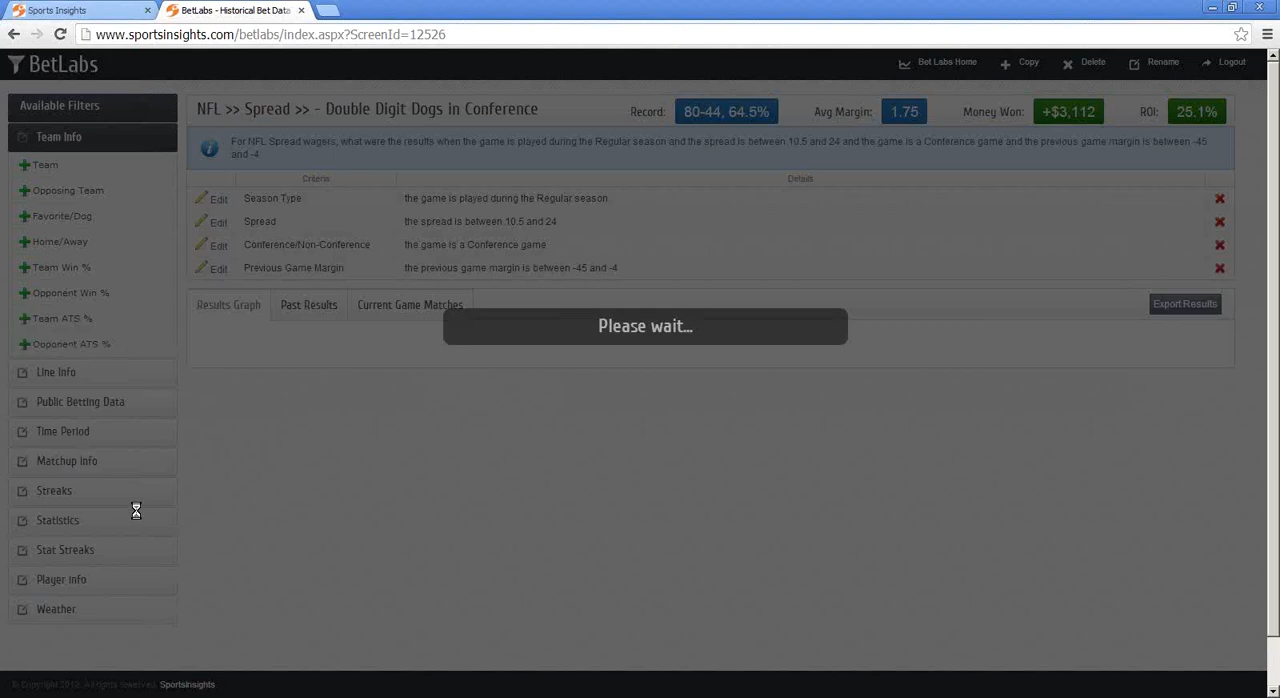 Sports Insights
BetLabs - Historical Bet Data
www.sportsinsights.com/betlabs/index.aspx?ScreenId=12526
BetLabs
Bet Labs Home
Copy
Delete
Rename
Logout
Available Filters
Team Info
Team
Opposing Team
Favorite/Dog
Home/Away
Team Win %
Opponent Win %
Team ATS %
Opponent ATS %
Line Info
Public Betting Data
Time Period
Matchup Info
Streaks
Statistics
Stat Streaks
Player Info
Weather
NFL >> Spread >> - Double Digit Dogs in Conference
Record: 80-44, 64.5%
Avg Margin: 1.75
Money Won: +$3,112
ROI: 25.1%
For NFL Spread wagers, what were the results when the game is played during the Regular season and the spread is between 10.5 and 24 and the game is a Conference game and the previous game margin is between -45
and -4
Criteria Details
Edit Season Type the game is played during the Regular season
Edit Spread the spread is between 10.5 and 24
Edit Conference/Non-Conference the game is a Conference game
Edit Previous Game Margin the previous game margin is between -45 and -4
Results Graph Past Results Current Game Matches
Export Results
Please wait...
All rights reserved. SportsInsights